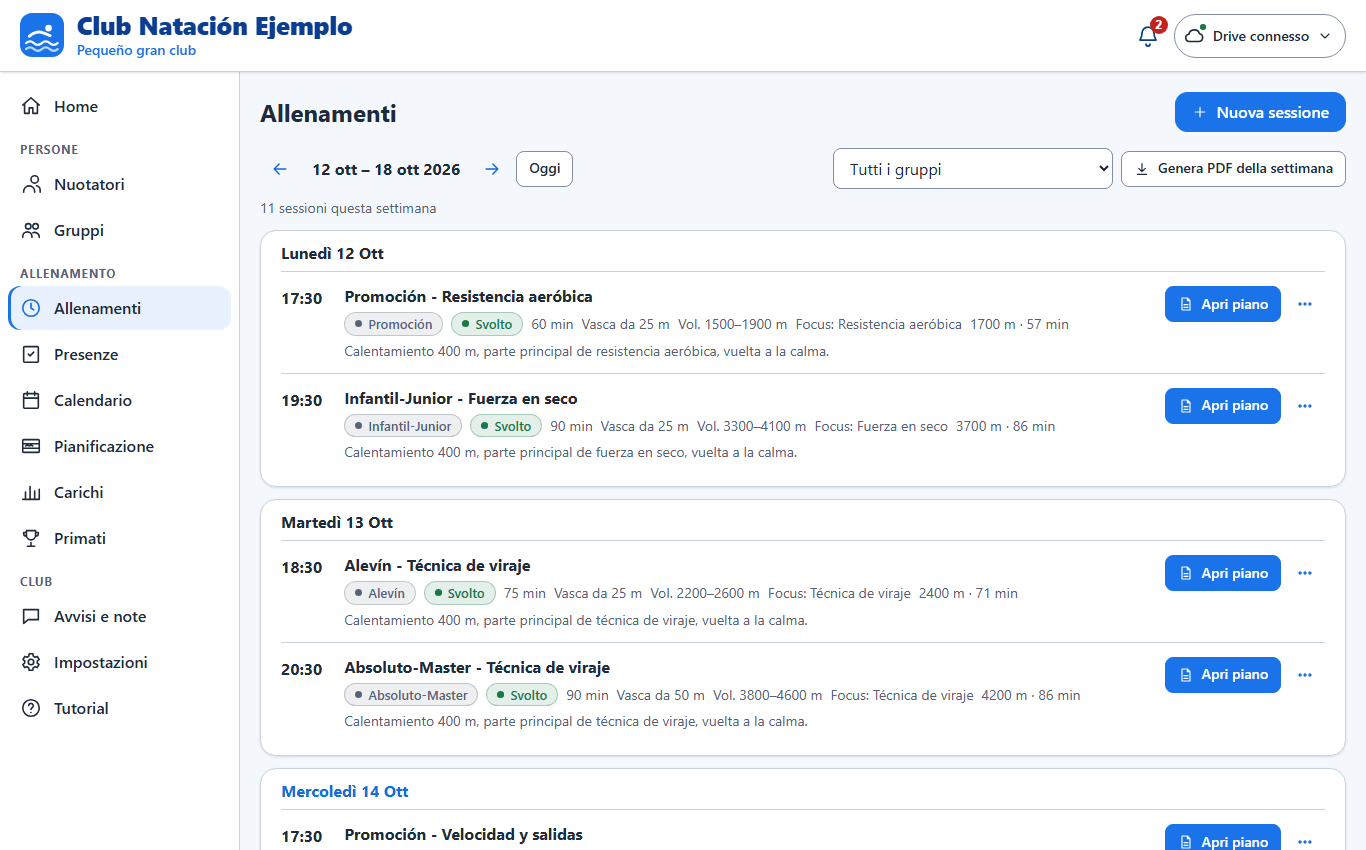 Club Natación Ejemplo
Pequeño gran club
2
Drive connesso
Home
PERSONE
Nuotatori
Gruppi
ALLENAMENTO
Allenamenti
Presenze
Calendario
Pianificazione
Carichi
Primati
CLUB
Avvisi e note
Impostazioni
Tutorial
Allenamenti
Nuova sessione
12 ott – 18 ott 2026
Oggi
Tutti i gruppi
Genera PDF della settimana
11 sessioni questa settimana
Lunedì 12 Ott
17:30 Promoción - Resistencia aeróbica
Promoción Svolto 60 min Vasca da 25 m Vol. 1500–1900 m Focus: Resistencia aeróbica 1700 m · 57 min
Calentamiento 400 m, parte principal de resistencia aeróbica, vuelta a la calma.
Apri piano
19:30 Infantil-Junior - Fuerza en seco
Infantil-Junior Svolto 90 min Vasca da 25 m Vol. 3300–4100 m Focus: Fuerza en seco 3700 m · 86 min
Calentamiento 400 m, parte principal de fuerza en seco, vuelta a la calma.
Apri piano
Martedì 13 Ott
18:30 Alevín - Técnica de viraje
Alevín Svolto 75 min Vasca da 25 m Vol. 2200–2600 m Focus: Técnica de viraje 2400 m · 71 min
Calentamiento 400 m, parte principal de técnica de viraje, vuelta a la calma.
Apri piano
20:30 Absoluto-Master - Técnica de viraje
Absoluto-Master Svolto 90 min Vasca da 50 m Vol. 3800–4600 m Focus: Técnica de viraje 4200 m · 86 min
Calentamiento 400 m, parte principal de técnica de viraje, vuelta a la calma.
Apri piano
Mercoledì 14 Ott
17:30 Promoción - Velocidad y salidas
Apri piano